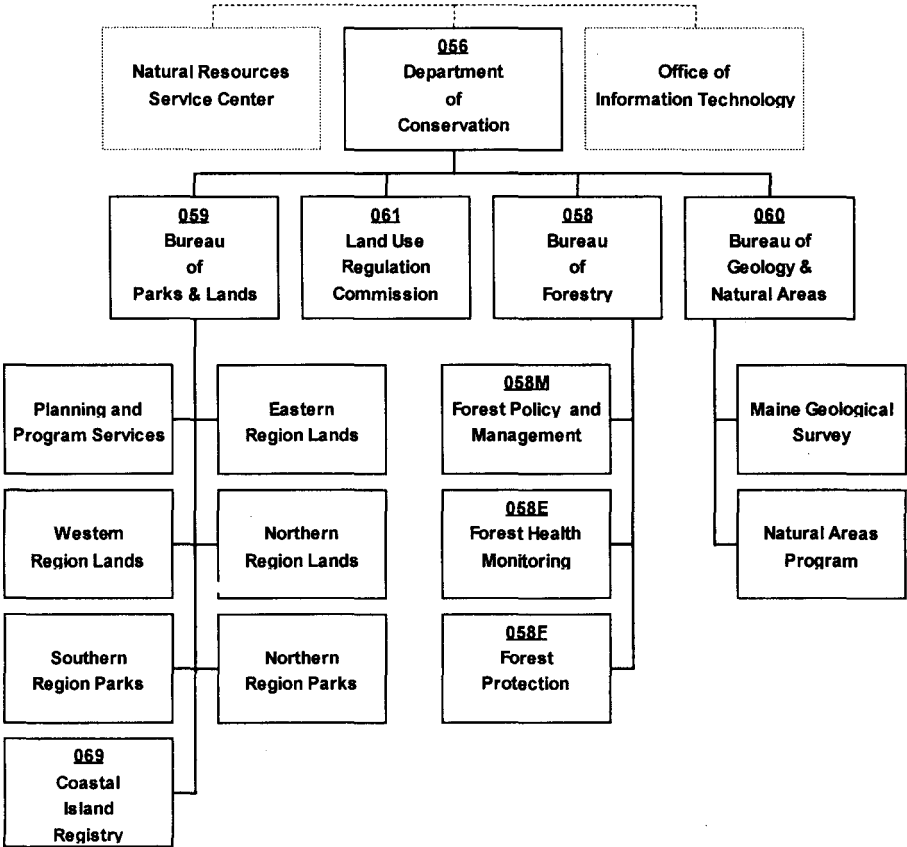 Natural Resources
Service Center
056
Department
of
Conservation
Office of
Information Technology
059
Bureau
of
Parks & Lands
061
Land Use
Regulation
Commission
058
Bureau
of
Forestry
060
Bureau of
Geology &
Natural Areas
Planning and
Program Services
Eastern
Region Lands
058M
Forest Policy and
Management
Maine Geological
Survey
Western
Region Lands
Northern
Region Lands
058E
Forest Health
Monitoring
Natural Areas
Program
Southern
Region Parks
Northern
Region Parks
058F
Forest
Protection
069
Coastal
Island
Registry